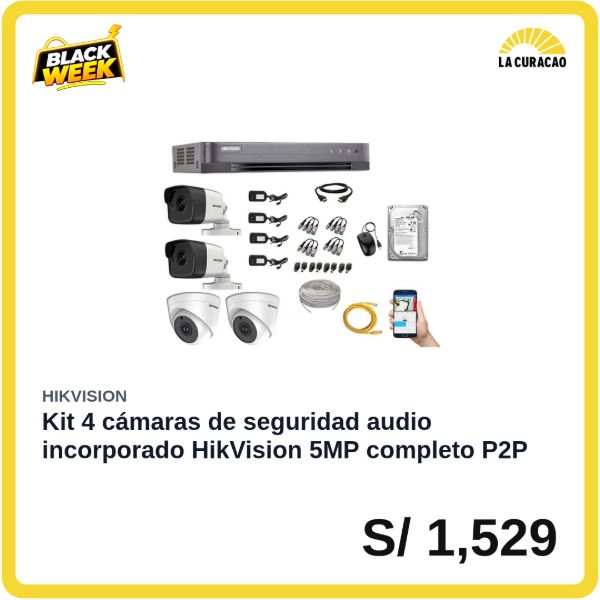 BLACK
WEEK
LA CURACAO
HIKVISION
HIKVISION
Kit 4 cámaras de seguridad audio
incorporado HikVision 5MP completo P2P
S/ 1,529